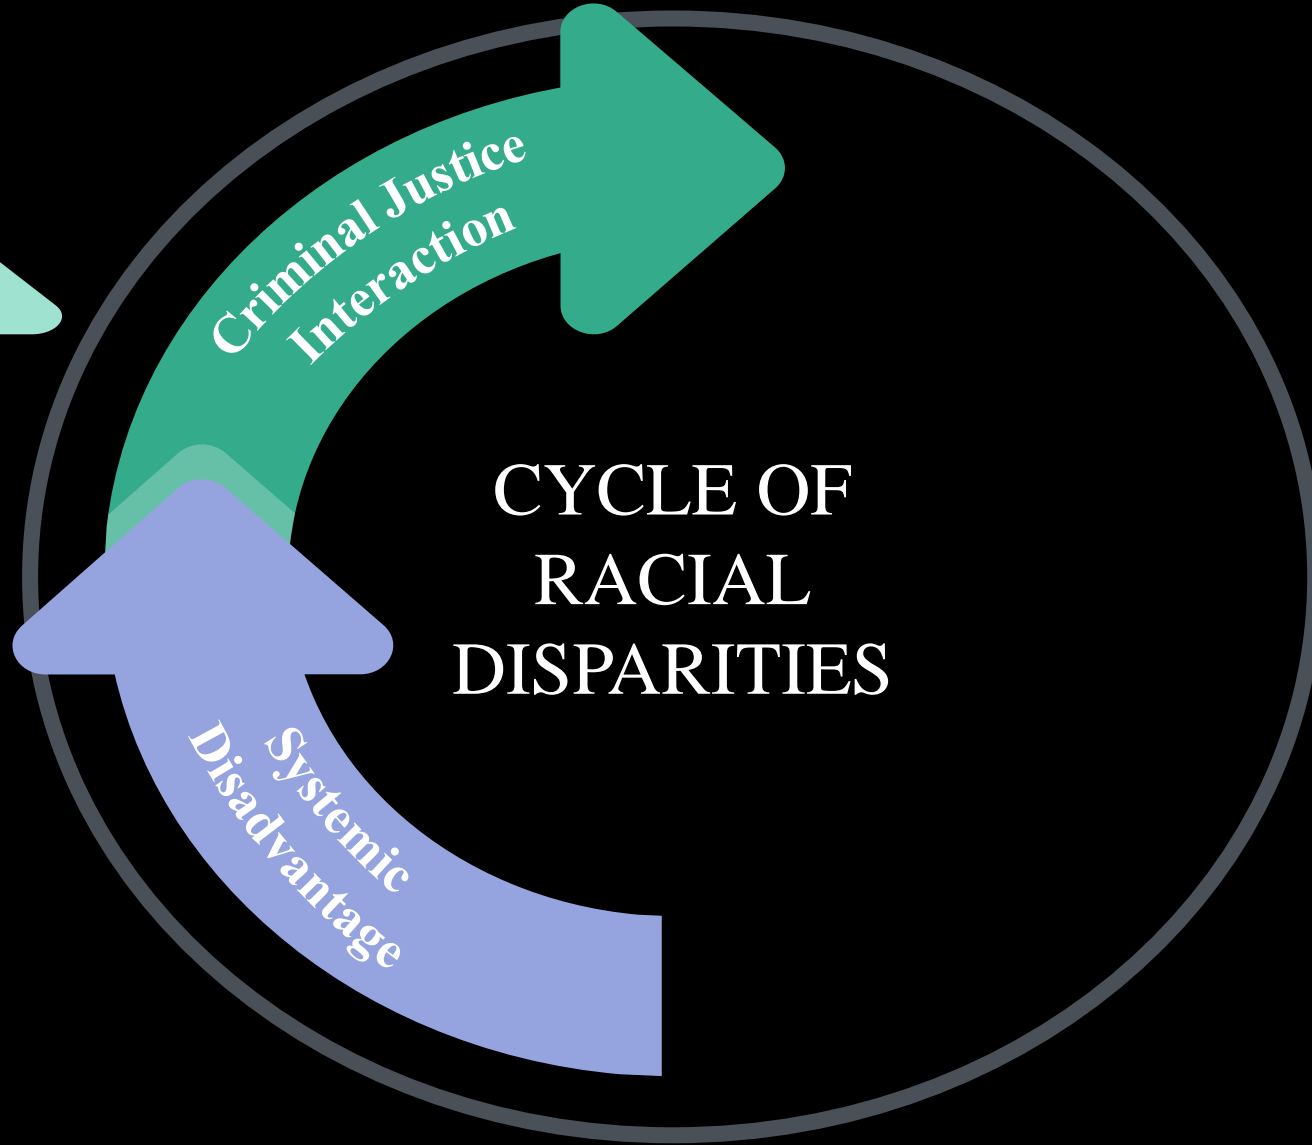 Criminal Justice
Interaction
CYCLE OF
RACIAL
DISPARITIES
Systemic
Disadvantage